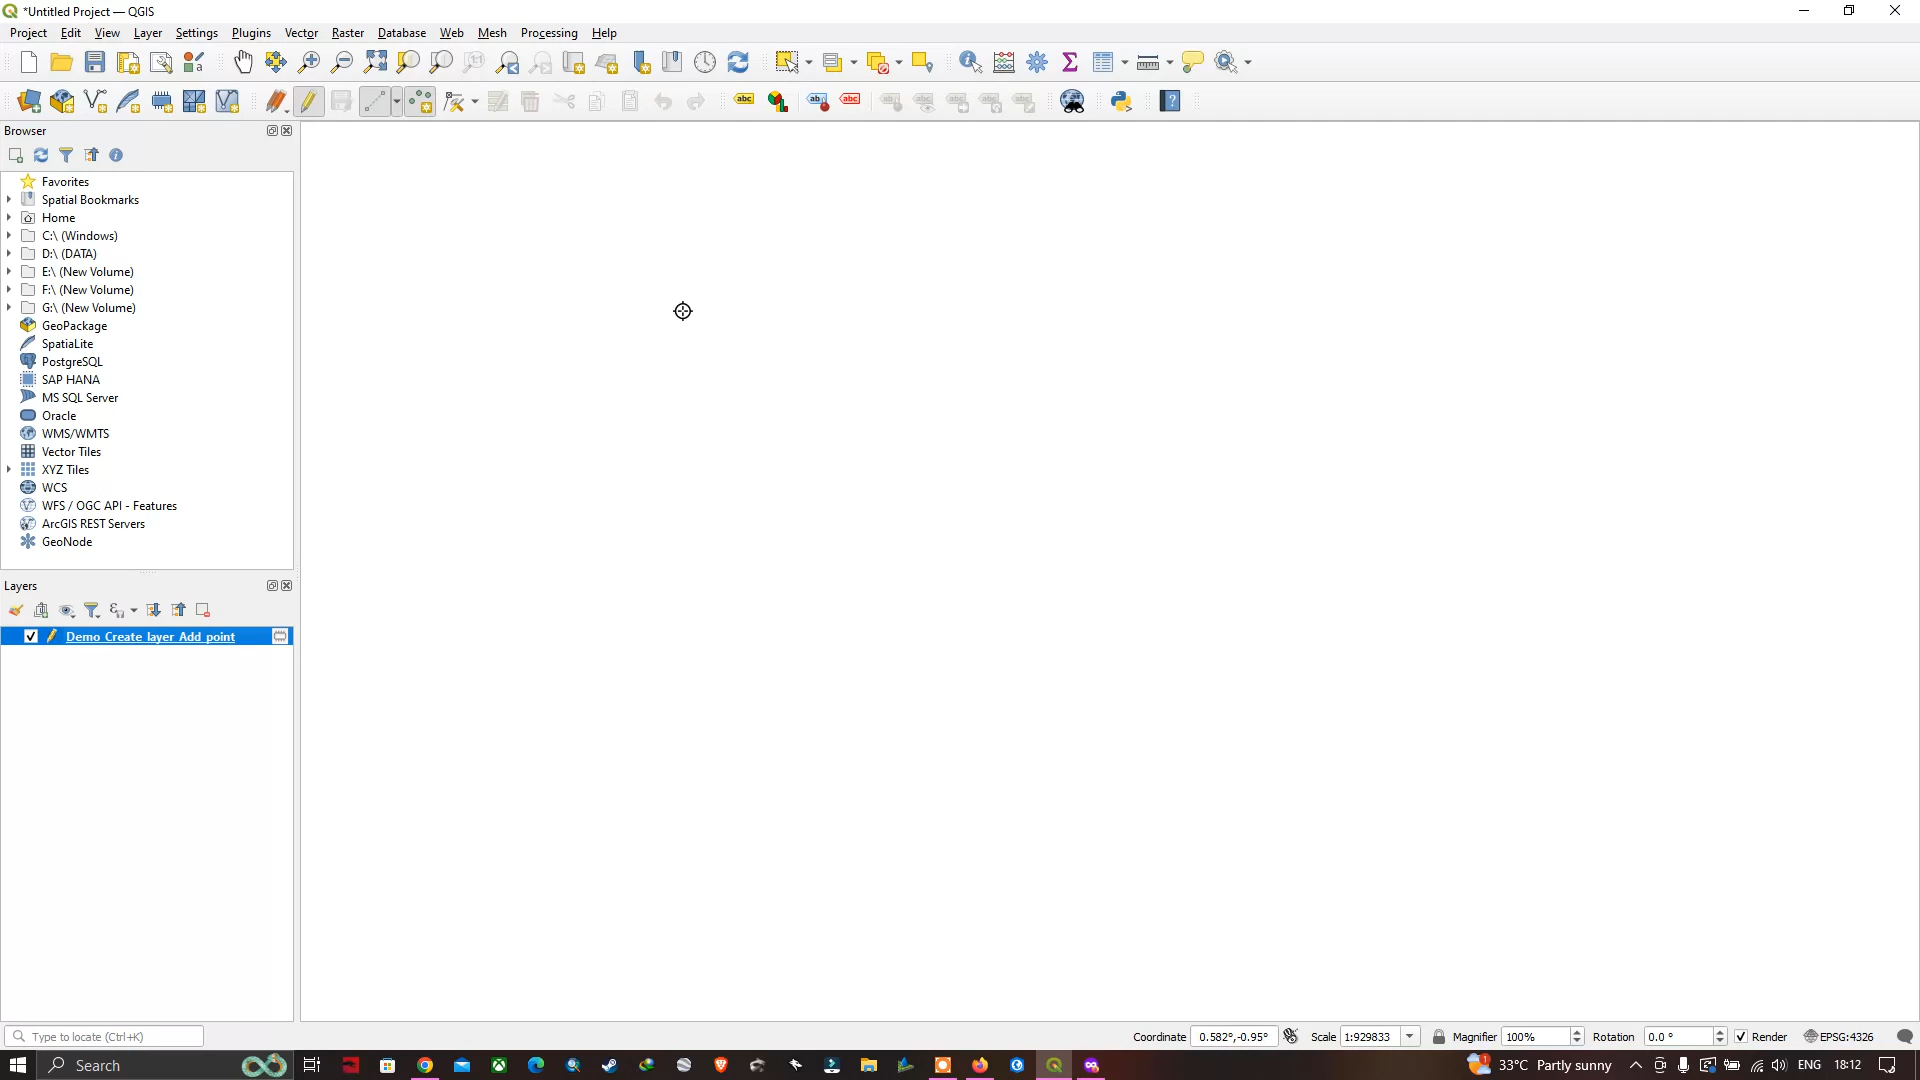 *Untitled Project — QGIS
Project Edit View Layer Settings Plugins Vector Raster Database Web Mesh Processing Help
Browser
Favorites
Spatial Bookmarks
Home
C:\ (Windows)
D:\ (DATA)
E:\ (New Volume)
F:\ (New Volume)
G:\ (New Volume)
GeoPackage
SpatiaLite
PostgreSQL
SAP HANA
MS SQL Server
Oracle
WMS/WMTS
Vector Tiles
XYZ Tiles
WCS
WFS / OGC API - Features
ArcGIS REST Servers
GeoNode
Layers
Demo Create layer Add point
Type to locate (Ctrl+K)
Coordinate 0.582°,-0.95° Scale 1:929833 Magnifier 100% Rotation 0.0 ° Render EPSG:4326
Search 33°C Partly sunny ENG 18:12